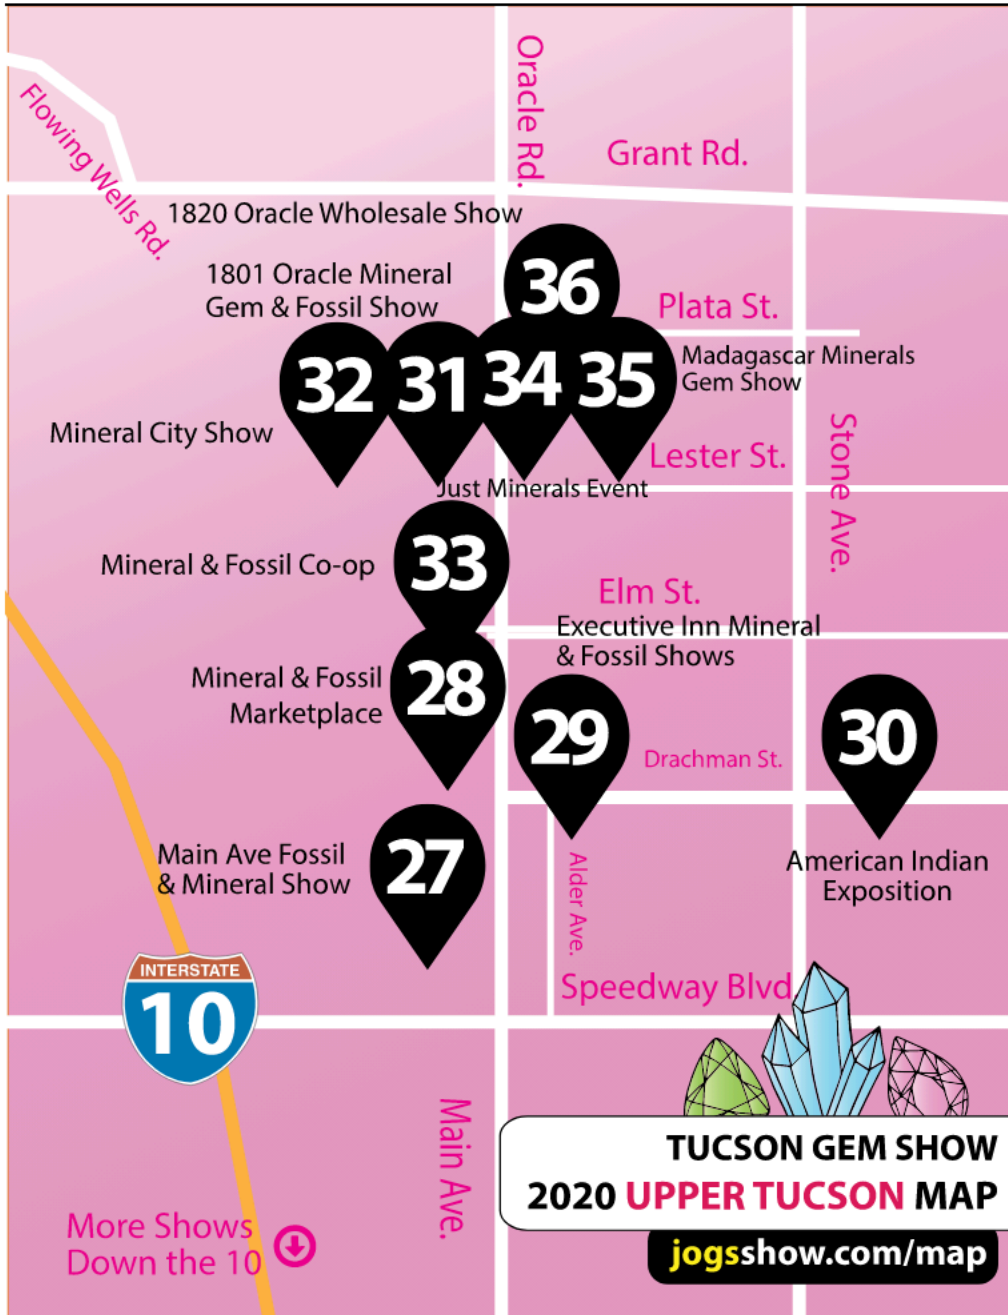 Oracle Rd.
Flowing Wells Rd.
Grant Rd.
1820 Oracle Wholesale Show
36
1801 Oracle Mineral
Gem & Fossil Show
Plata St.
32
31
34
35
Madagascar Minerals
Gem Show
Mineral City Show
Lester St.
Stone Ave.
Just Minerals Event
33
Mineral & Fossil Co-op
Elm St.
Executive Inn Mineral
& Fossil Shows
Mineral & Fossil
Marketplace
28
29
30
Drachman St.
Main Ave Fossil
& Mineral Show
27
Alder Ave.
American Indian
Exposition
INTERSTATE
10
Speedway Blvd.
Main Ave.
TUCSON GEM SHOW
2020 UPPER TUCSON MAP
jogsshow.com/map
More Shows
Down the 10